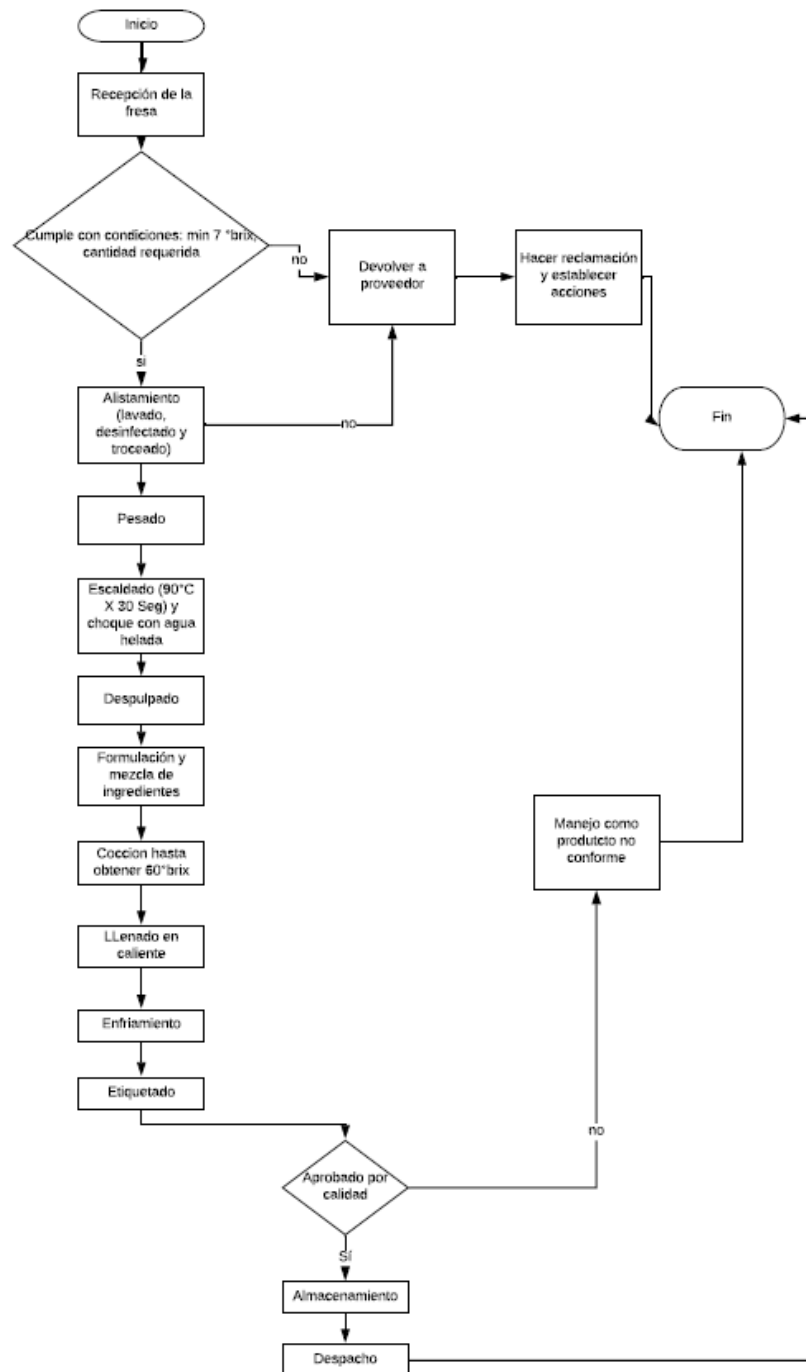 Inicio
Recepción de la
fresa
Cumple con condiciones: min 7 °brix,
cantidad requerida
no
Devolver a
proveedor
Hacer reclamación
y establecer
acciones
si
Alistamiento
(lavado,
desinfectado y
troceado)
no
Fin
Pesado
Escaldado (90°C
X 30 Seg) y
choque con agua
helada
Despulpado
Formulación y
mezcla de
ingredientes
Manejo como
produtcto no
conforme
Coccion hasta
obtener 60°brix
LLenado en
caliente
Enfriamiento
Etiquetado
no
Aprobado por
calidad
Sí
Almacenamiento
Despacho